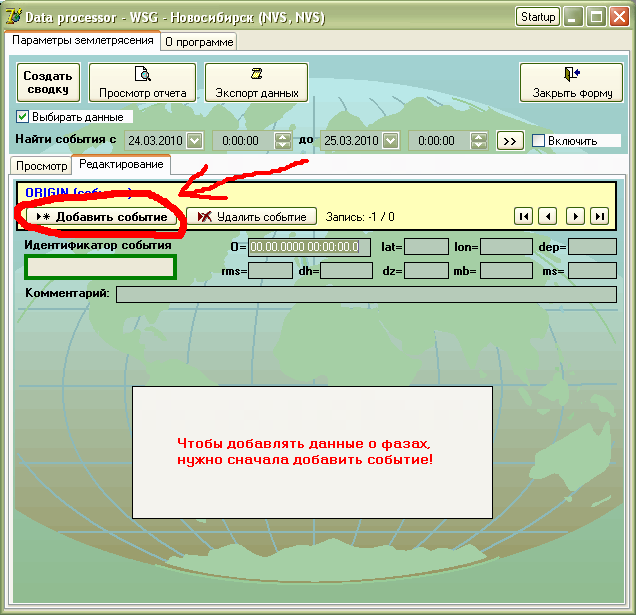 Data processor - WSG - Новосибирск (NVS, NVS) Startup
Параметры землетрясения О программе
Создать сводку Просмотр отчета Экспорт данных Закрыть форму
Выбирать данные
Найти события с 24.03.2010 0:00:00 до 25.03.2010 0:00:00 >> Включить
Просмотр Редактирование
ORIGIN
Добавить событие Удалить событие Запись: -1 / 0
Идентификатор события O= 00.00.0000 00:00:00.0 lat= lon= dep=
rms= dh= dz= mb= ms=
Комментарий:
Чтобы добавлять данные о фазах,
нужно сначала добавить событие!